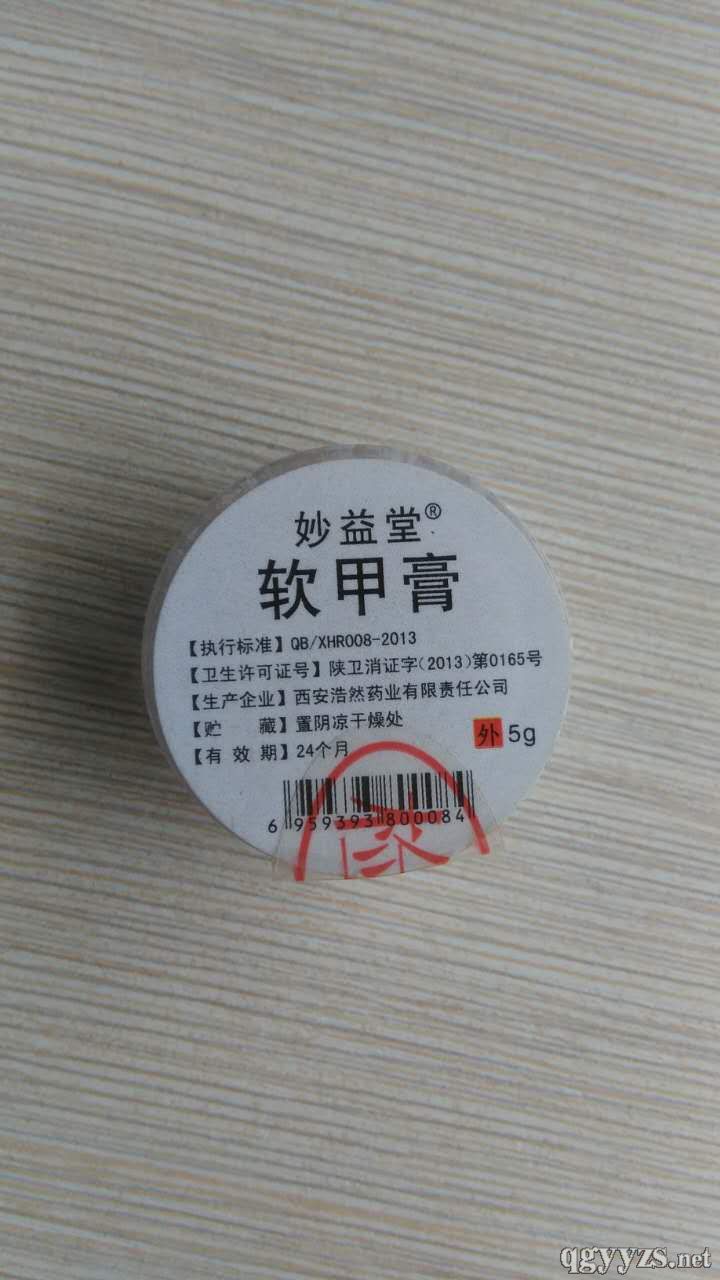 妙益堂®
软甲膏
【执行标准】QB/XHR008-2013
【卫生许可证号】陕卫消证字(2013)第0165号
【生产企业】西安浩然药业有限责任公司
【贮 藏】置阴凉干燥处
【有 效 期】24个月
外 5g
6 959393 800084
qgyyzs.net